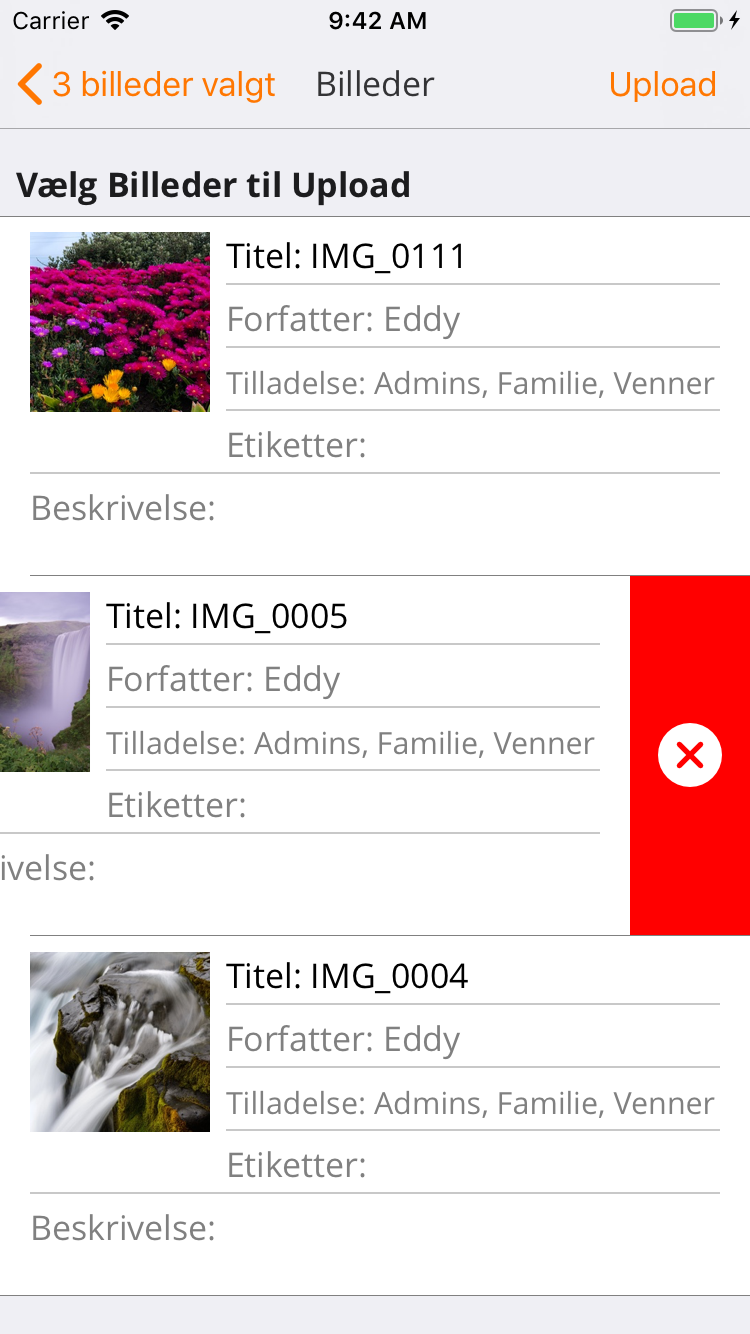 Carrier 9:42 AM
3 billeder valgt Billeder Upload
Vælg Billeder til Upload
Titel: IMG_0111
Forfatter: Eddy
Tilladelse: Admins, Familie, Venner
Etiketter:
Beskrivelse:
Titel: IMG_0005
Forfatter: Eddy
Tilladelse: Admins, Familie, Venner
Etiketter:
ivelse:
Titel: IMG_0004
Forfatter: Eddy
Tilladelse: Admins, Familie, Venner
Etiketter:
Beskrivelse: